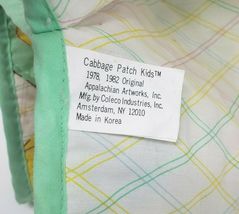 Cabbage Patch Kids™
1978, 1982 Original
Appalachian Artworks, Inc.
Mfg. by Coleco Industries, Inc.
Amsterdam, NY 12010
Made in Korea